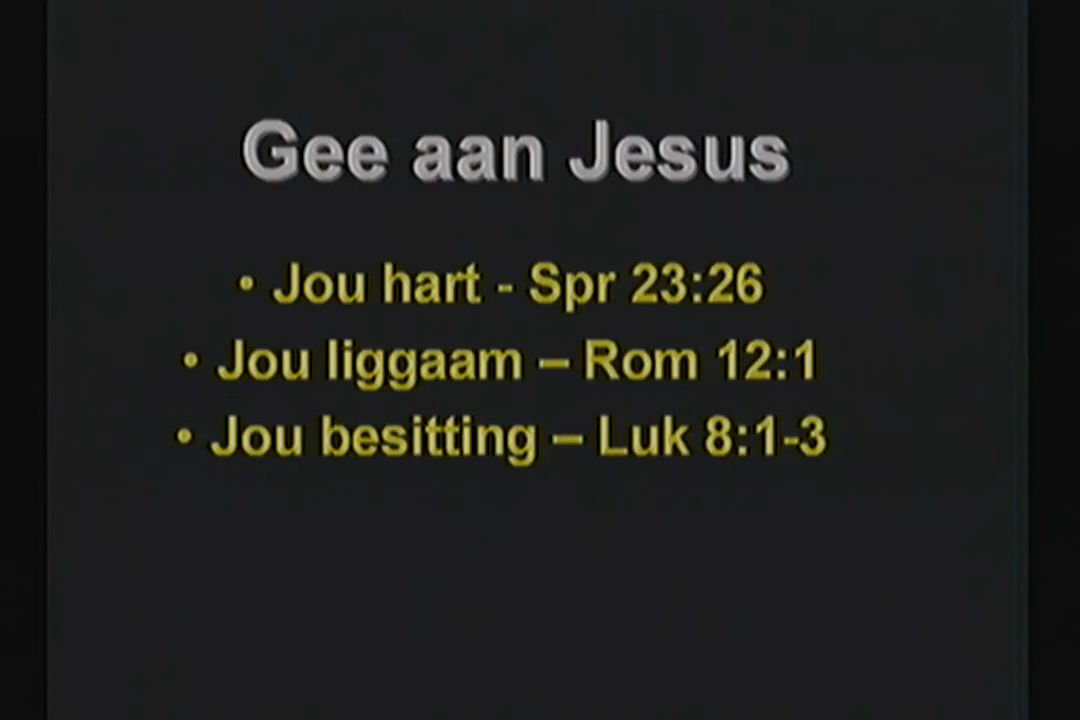 Gee aan Jesus
• Jou hart - Spr 23:26
• Jou liggaam – Rom 12:1
• Jou besitting – Luk 8:1-3